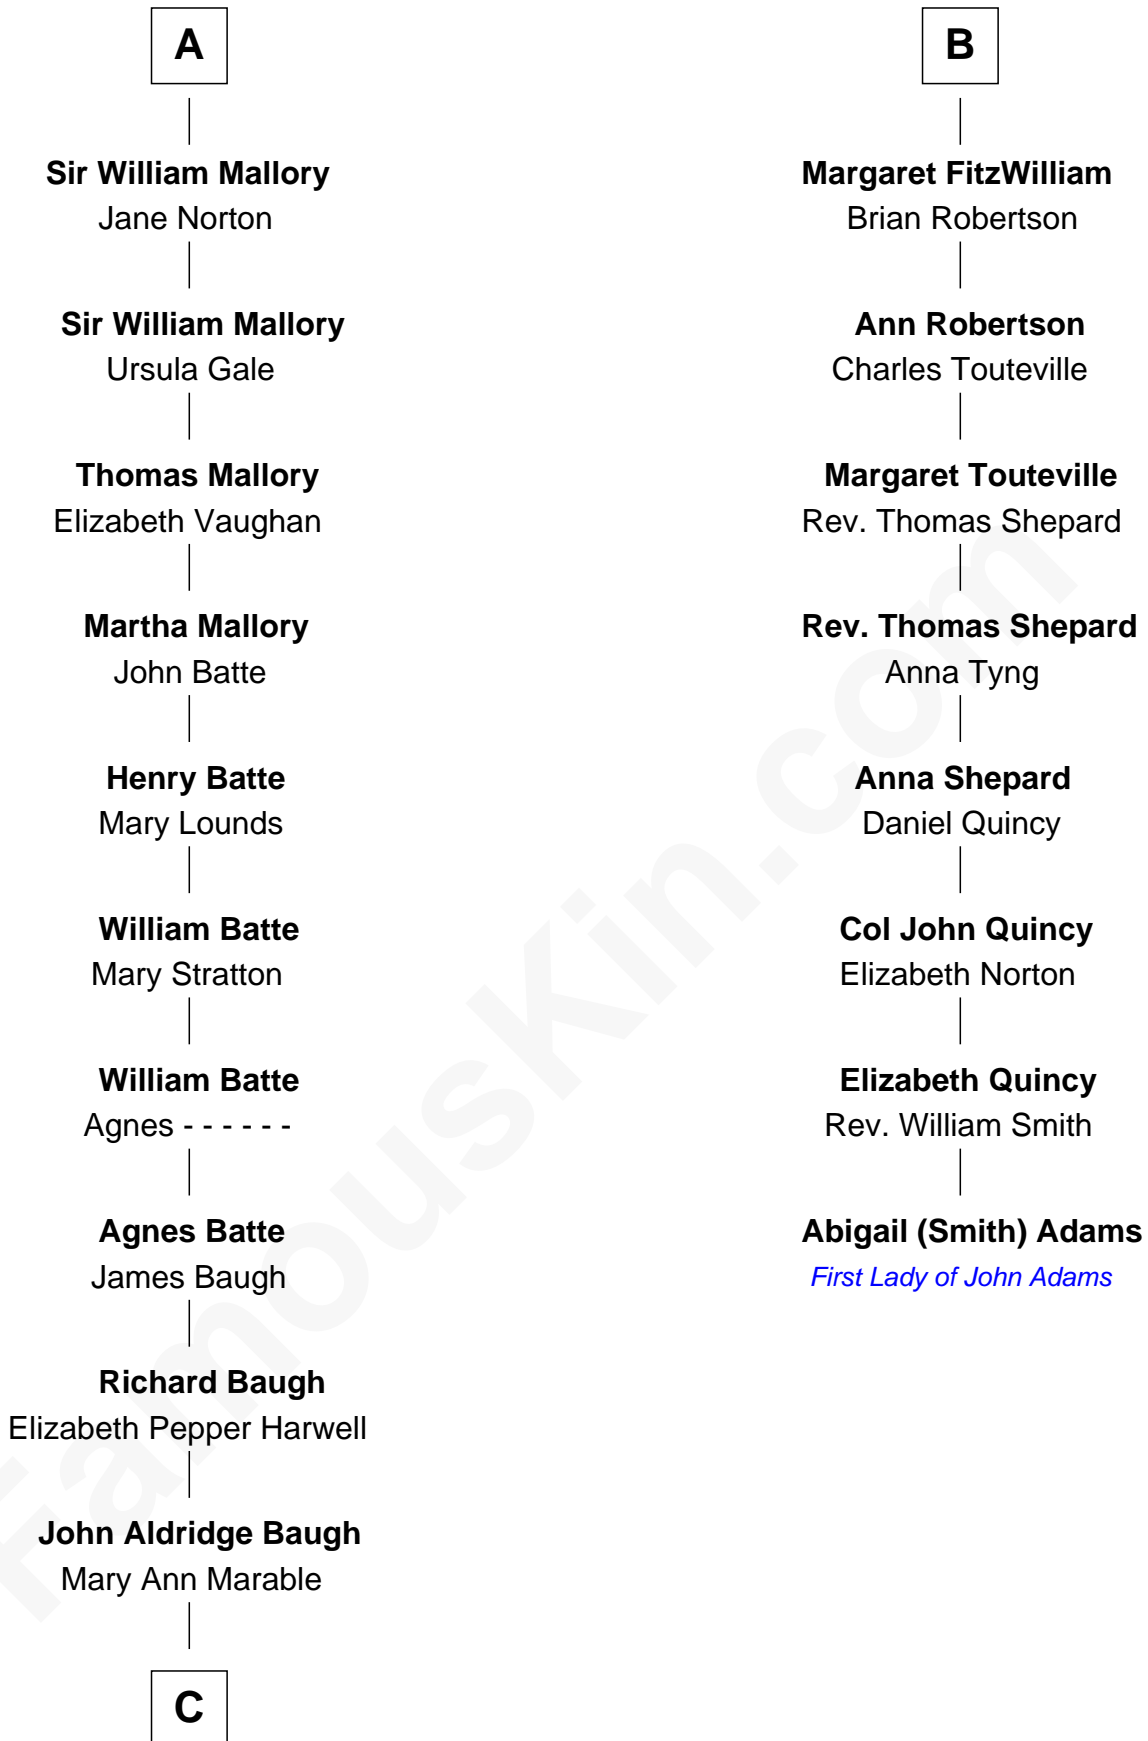 A
Sir William Mallory
Jane Norton
Sir William Mallory
Ursula Gale
Thomas Mallory
Elizabeth Vaughan
Martha Mallory
John Batte
Henry Batte
Mary Lounds
William Batte
Mary Stratton
William Batte
Agnes - - - - - -
Agnes Batte
James Baugh
Richard Baugh
Elizabeth Pepper Harwell
John Aldridge Baugh
Mary Ann Marable
C
B
Margaret FitzWilliam
Brian Robertson
Ann Robertson
Charles Touteville
Margaret Touteville
Rev. Thomas Shepard
Rev. Thomas Shepard
Anna Tyng
Anna Shepard
Daniel Quincy
Col John Quincy
Elizabeth Norton
Elizabeth Quincy
Rev. William Smith
Abigail (Smith) Adams
First Lady of John Adams
FamousKin.com